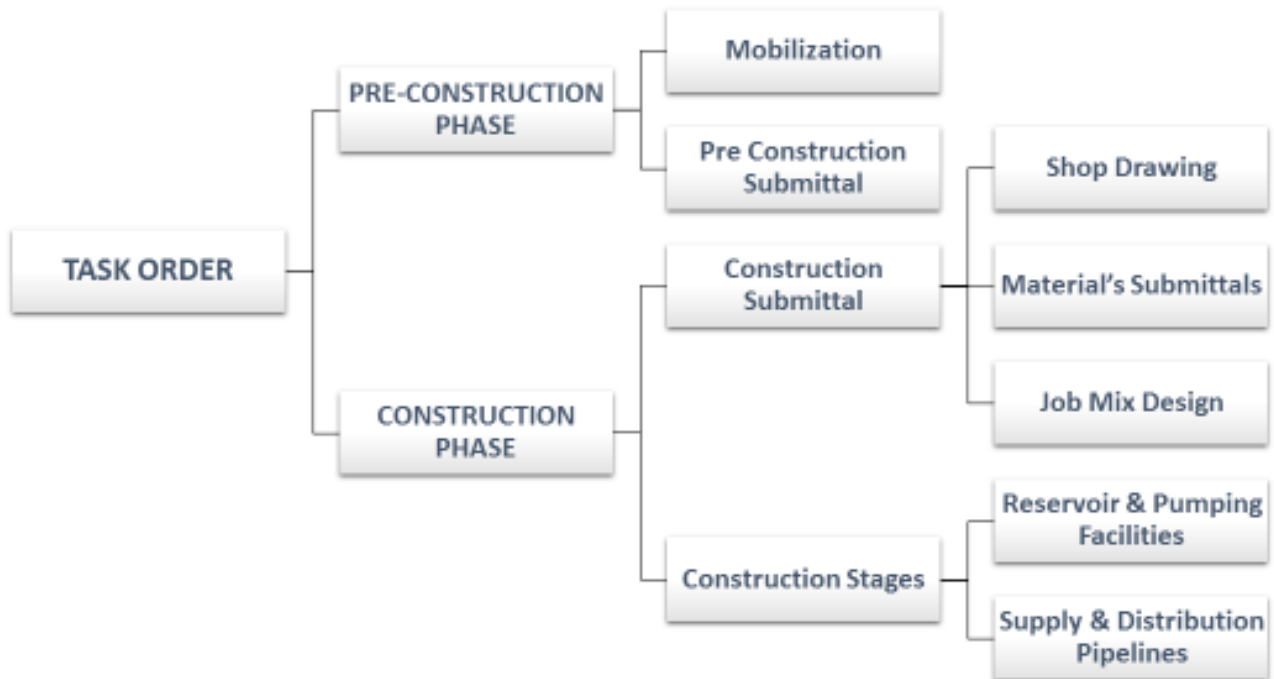 TASK ORDER
PRE-CONSTRUCTION
PHASE
Mobilization
Pre Construction
Submittal
CONSTRUCTION
PHASE
Construction
Submittal
Shop Drawing
Material’s Submittals
Job Mix Design
Construction Stages
Reservoir & Pumping
Facilities
Supply & Distribution
Pipelines